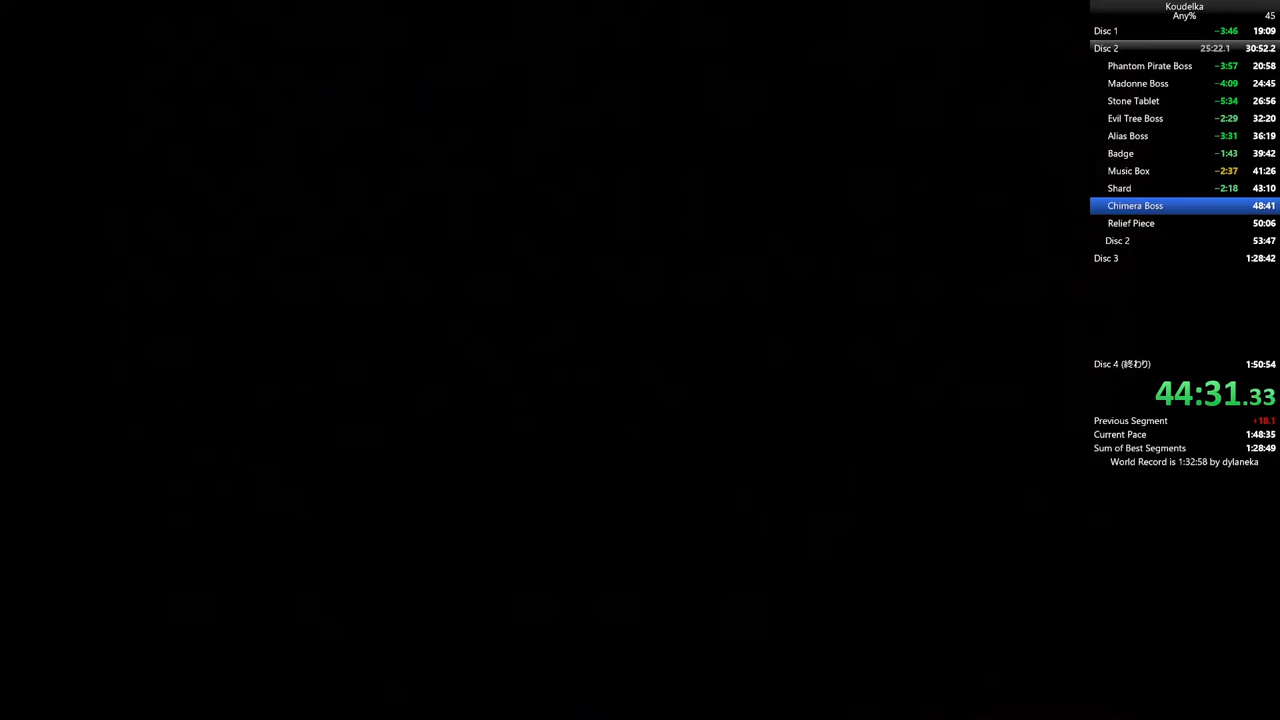 Koudelka
Any% 45
Disc 1 -3:46 19:09
Disc 2 25:22.1 30:52.2
Phantom Pirate Boss -3:57 20:58
Madonne Boss -4:09 24:45
Stone Tablet -5:34 26:56
Evil Tree Boss -2:29 32:20
Alias Boss -3:31 36:19
Badge -1:43 39:42
Music Box -2:37 41:26
Shard -2:18 43:10
Chimera Boss 48:41
Relief Piece 50:06
Disc 2 53:47
Disc 3 1:28:42
Disc 4 (終わり) 1:50:54
44:31.33
Previous Segment +18.1
Current Pace 1:48:35
Sum of Best Segments 1:28:49
World Record is 1:32:58 by dylaneka